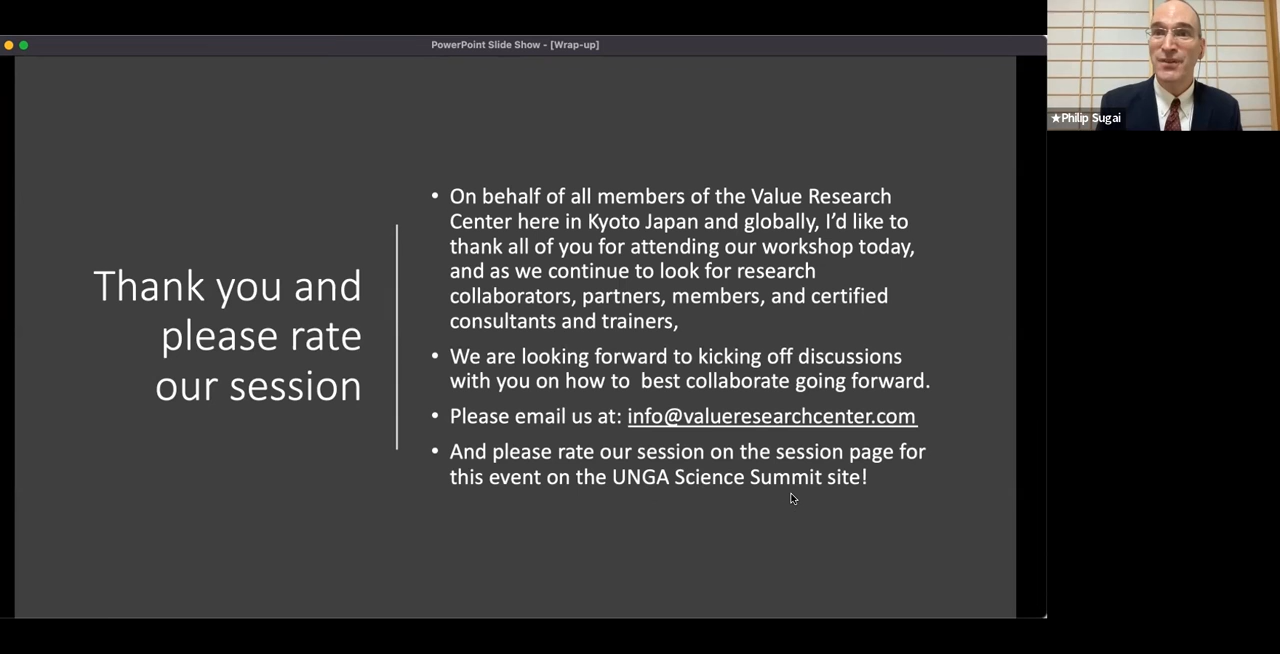 PowerPoint Slide Show - [Wrap-up]
★Philip Sugai
Thank you and
please rate
our session
• On behalf of all members of the Value Research
Center here in Kyoto Japan and globally, I’d like to
thank all of you for attending our workshop today,
and as we continue to look for research
collaborators, partners, members, and certified
consultants and trainers,
• We are looking forward to kicking off discussions
with you on how to  best collaborate going forward.
• Please email us at: info@valueresearchcenter.com
• And please rate our session on the session page for
this event on the UNGA Science Summit site!